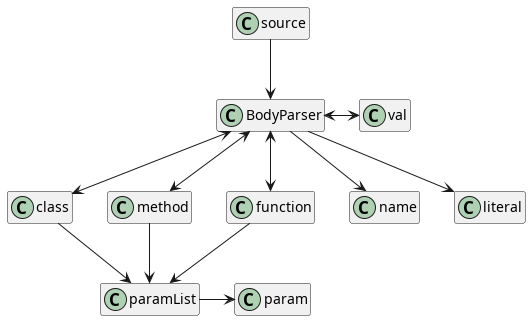 C source
C BodyParser
C val
C class
C method
C function
C name
C literal
C paramList
C param